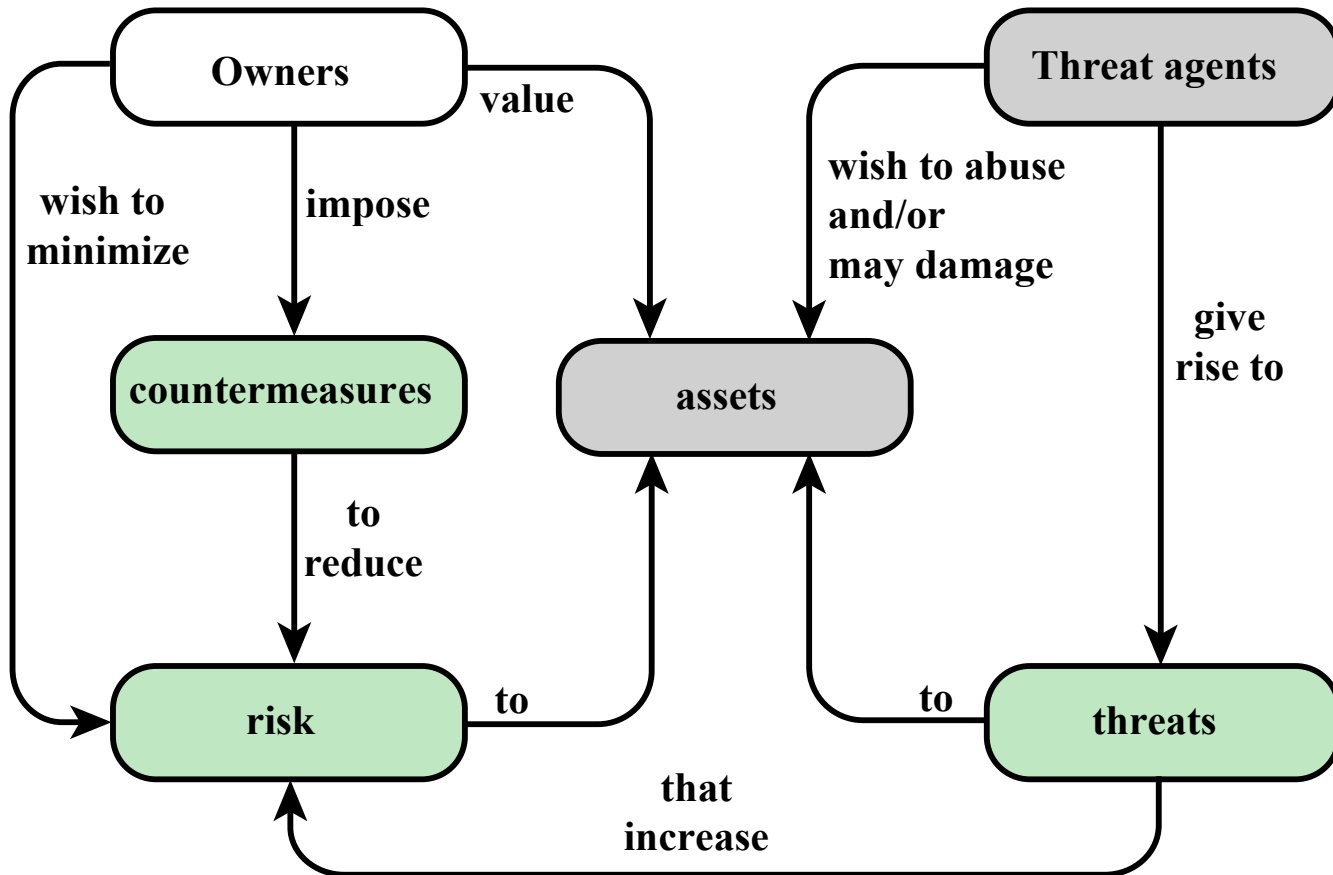 Owners
Threat agents
value
wish to abuse
and/or
may damage
wish to
minimize
impose
give
rise to
countermeasures
assets
to
reduce
risk
to
to
threats
that
increase